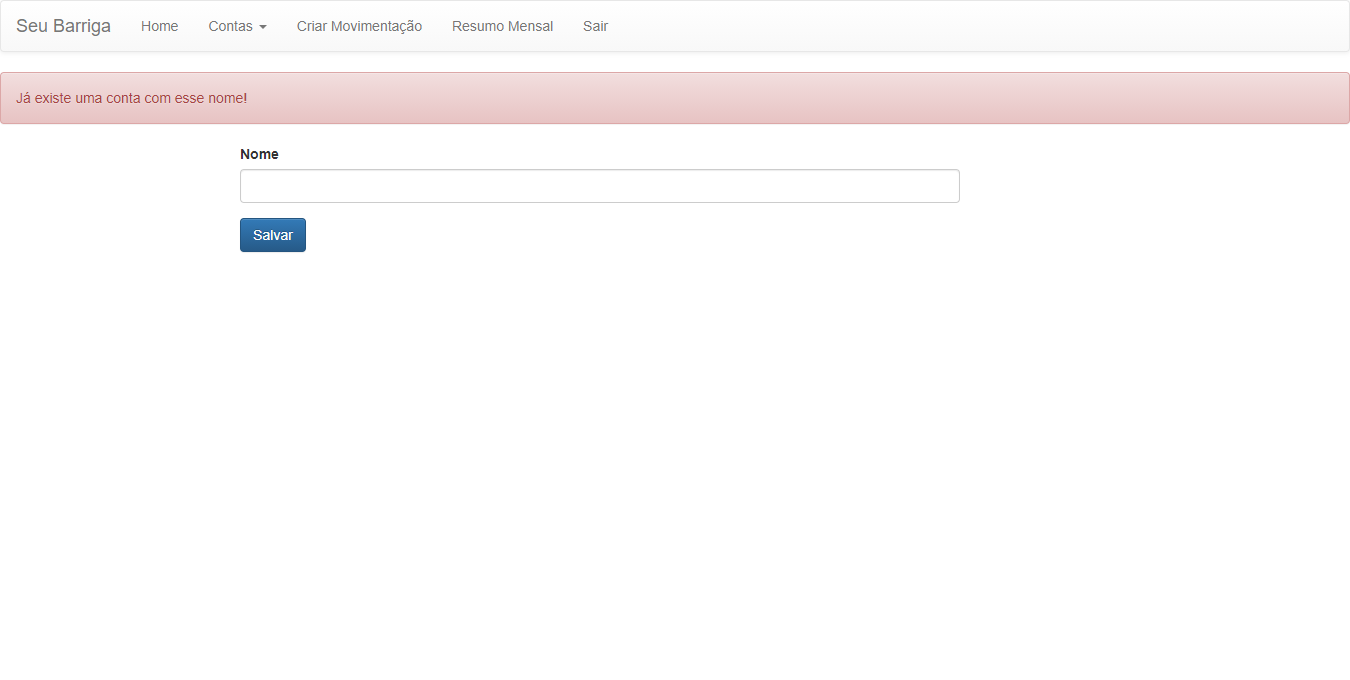 Seu Barriga Home Contas Criar Movimentação Resumo Mensal Sair
Já existe uma conta com esse nome!
Nome
Salvar